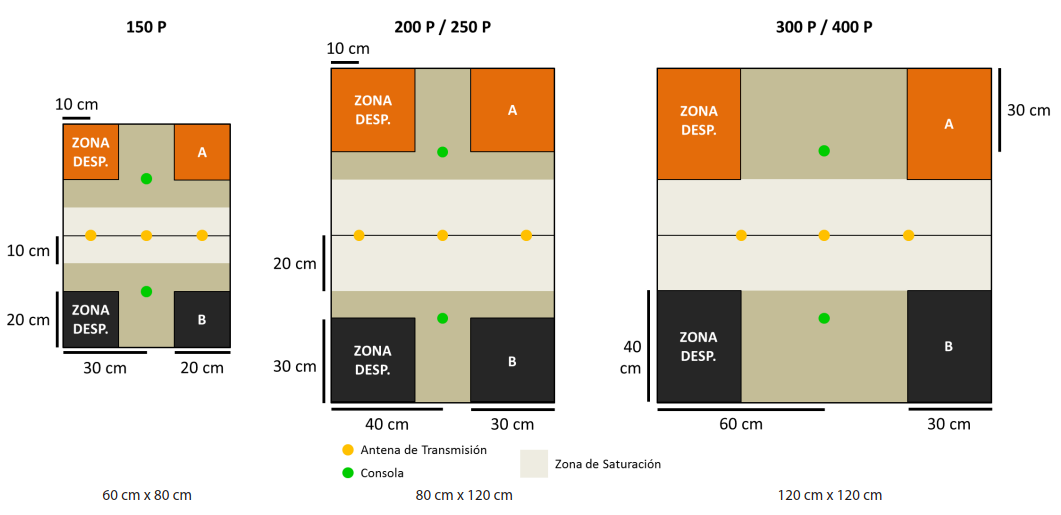 150 P
10 cm
ZONA
DESP.
A
10 cm
20 cm
ZONA
DESP.
B
30 cm
20 cm
200 P / 250 P
10 cm
ZONA
DESP.
A
20 cm
30 cm
ZONA
DESP.
B
40 cm
30 cm
300 P / 400 P
ZONA
DESP.
A
30 cm
40
cm
ZONA
DESP.
B
60 cm
30 cm
Antena de Transmisión
Consola
Zona de Saturación
60 cm x 80 cm
80 cm x 120 cm
120 cm x 120 cm